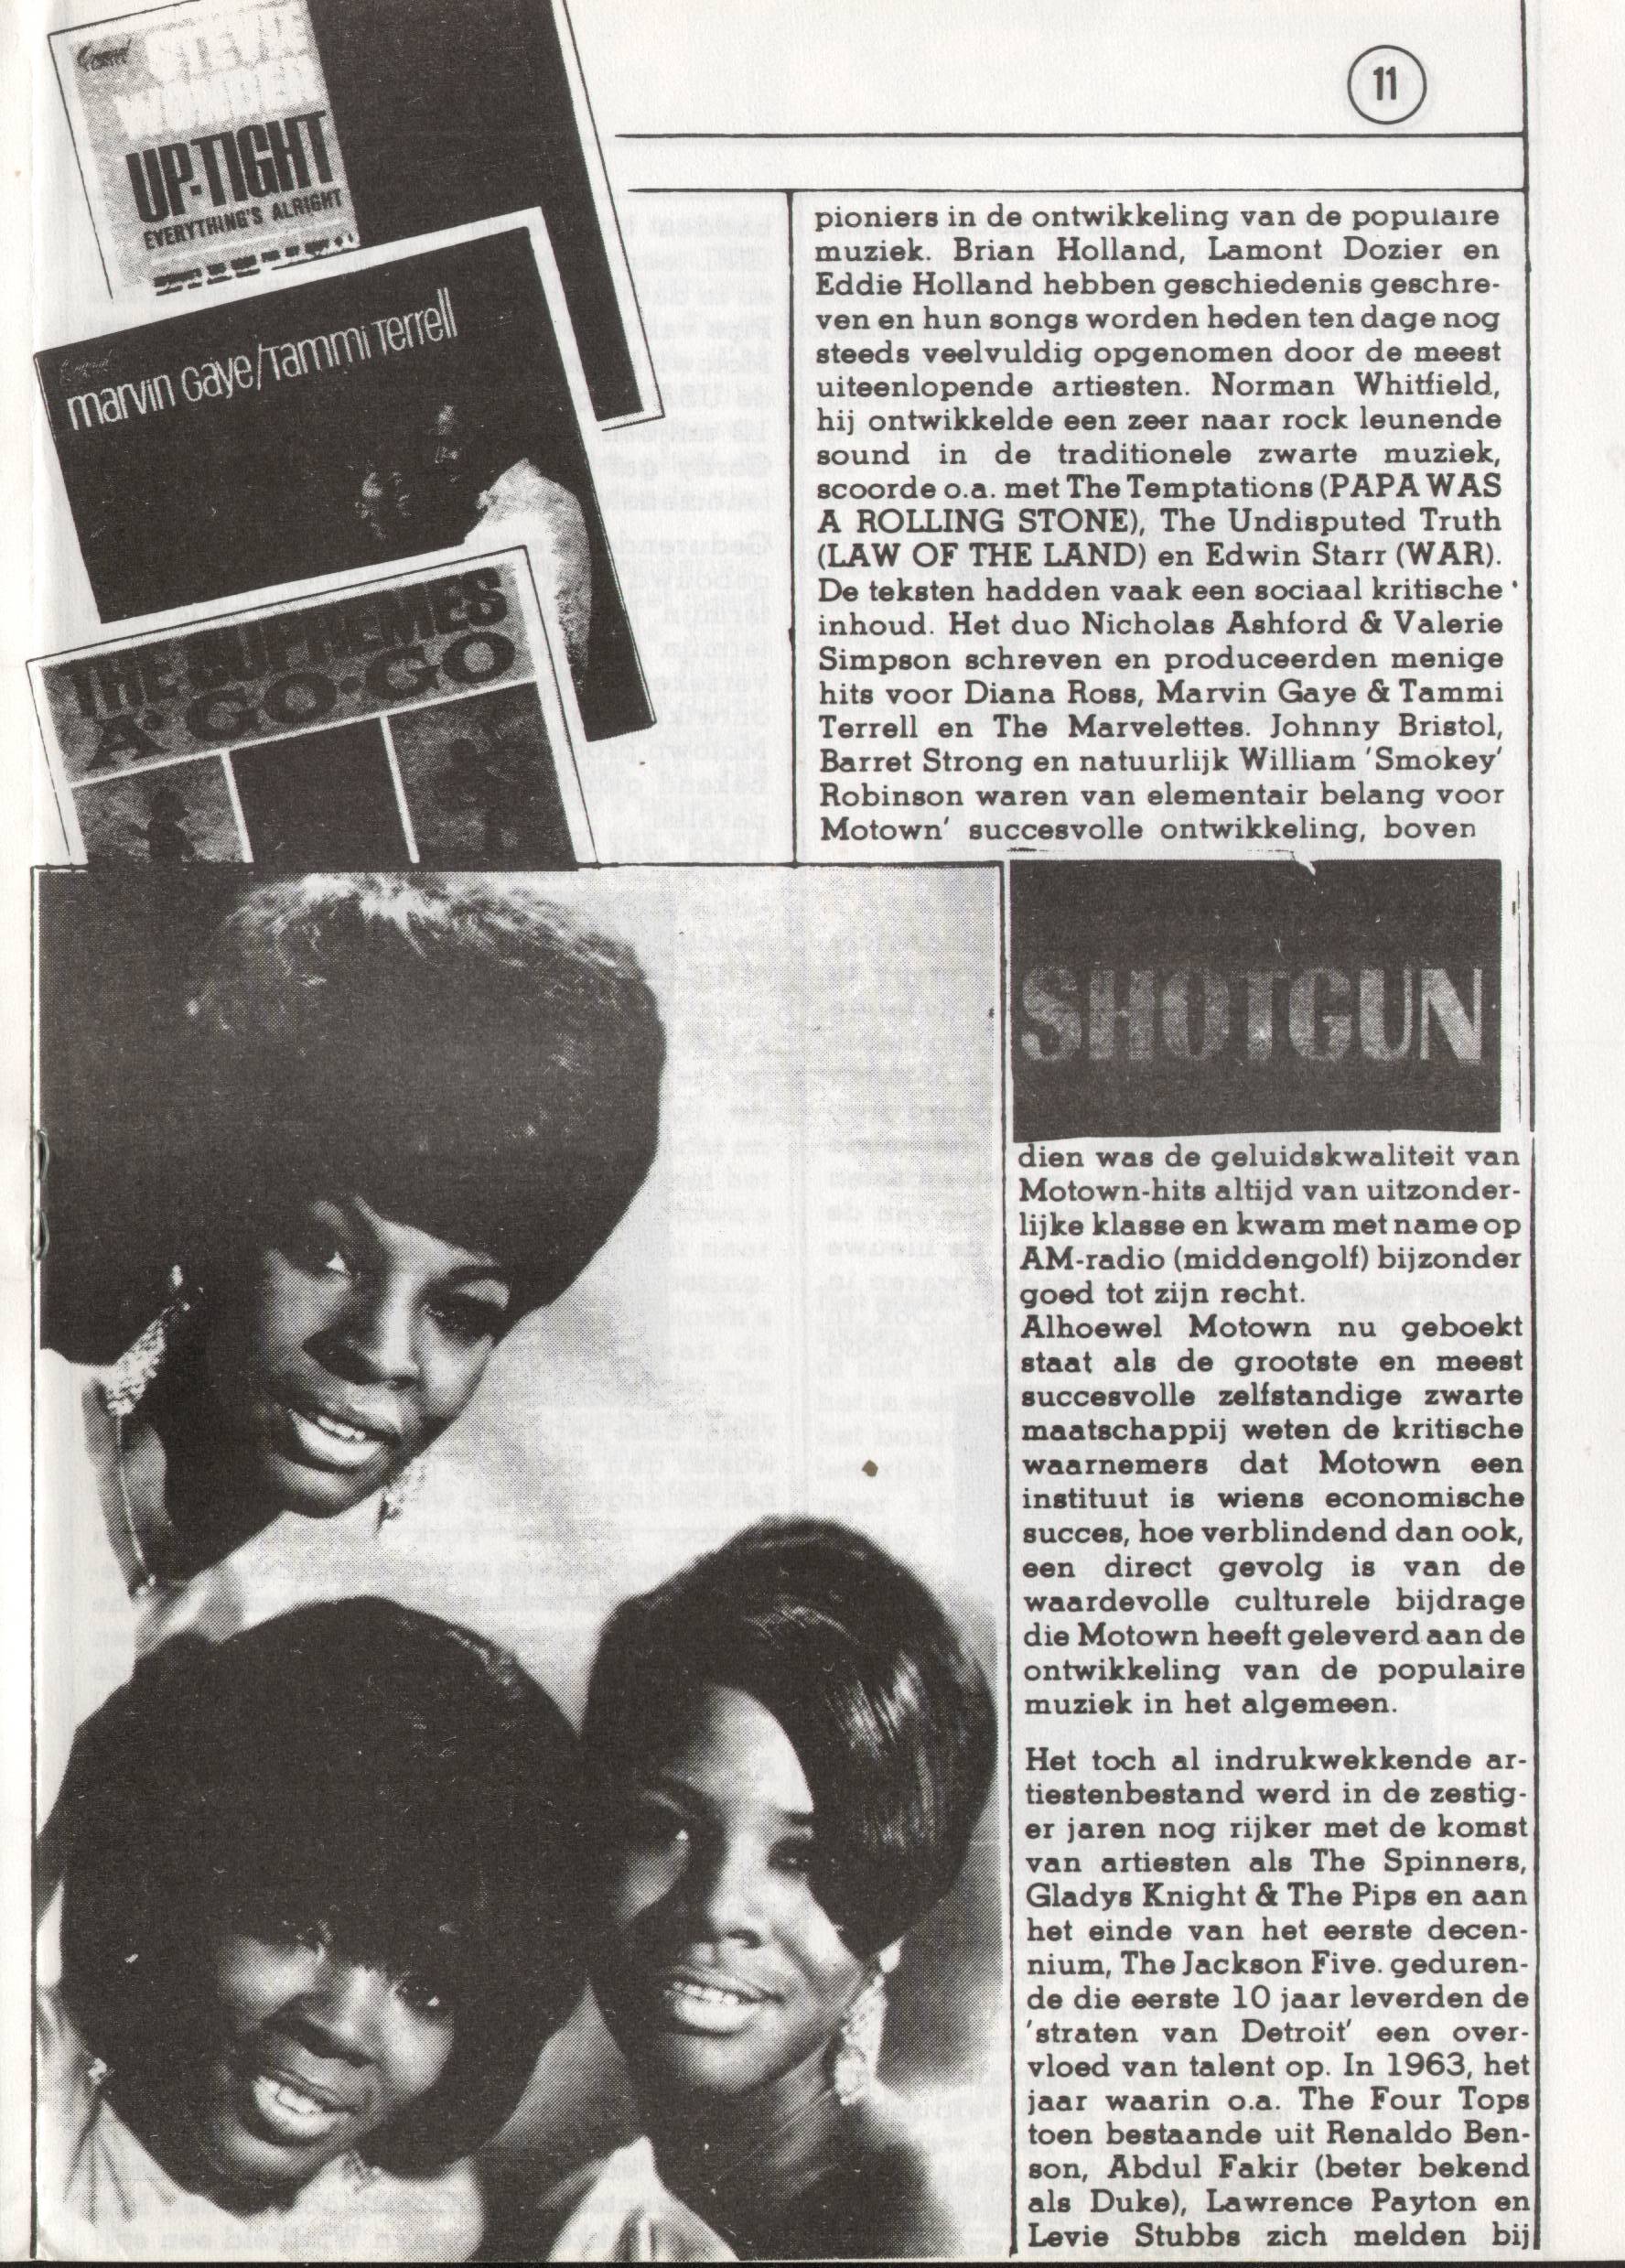 11
STEVIE
WONDER
UP-TIGHT
EVERYTHING'S ALRIGHT
marvin Gaye/Tammi Terrell
THE SUPREMES
A·GO·GO
pioniers in de ontwikkeling van de populaire
muziek. Brian Holland, Lamont Dozier en
Eddie Holland hebben geschiedenis geschre-
ven en hun songs worden heden ten dage nog
steeds veelvuldig opgenomen door de meest
uiteenlopende artiesten. Norman Whitfield,
hij ontwikkelde een zeer naar rock leunende
sound in de traditionele zwarte muziek,
scoorde o.a. met The Temptations (PAPA WAS
A ROLLING STONE), The Undisputed Truth
(LAW OF THE LAND) en Edwin Starr (WAR).
De teksten hadden vaak een sociaal kritische
inhoud. Het duo Nicholas Ashford & Valerie
Simpson schreven en produceerden menige
hits voor Diana Ross, Marvin Gaye & Tammi
Terrell en The Marvelettes. Johnny Bristol,
Barret Strong en natuurlijk William 'Smokey'
Robinson waren van elementair belang voor
Motown' succesvolle ontwikkeling, boven
SHOTGUN
dien was de geluidskwaliteit van
Motown-hits altijd van uitzonder-
lijke klasse en kwam met name op
AM-radio (middengolf) bijzonder
goed tot zijn recht.
Alhoewel Motown nu geboekt
staat als de grootste en meest
succesvolle zelfstandige zwarte
maatschappij weten de kritische
waarnemers dat Motown een
instituut is wiens economische
succes, hoe verblindend dan ook,
een direct gevolg is van de
waardevolle culturele bijdrage
die Motown heeft geleverd aan de
ontwikkeling van de populaire
muziek in het algemeen.
Het toch al indrukwekkende ar-
tiestenbestand werd in de zestig-
er jaren nog rijker met de komst
van artiesten als The Spinners,
Gladys Knight & The Pips en aan
het einde van het eerste decen-
nium, The Jackson Five. geduren-
de die eerste 10 jaar leverden de
'straten van Detroit' een over-
vloed van talent op. In 1963, het
jaar waarin o.a. The Four Tops
toen bestaande uit Renaldo Ben-
son, Abdul Fakir (beter bekend
als Duke), Lawrence Payton en
Levie Stubbs zich melden bij